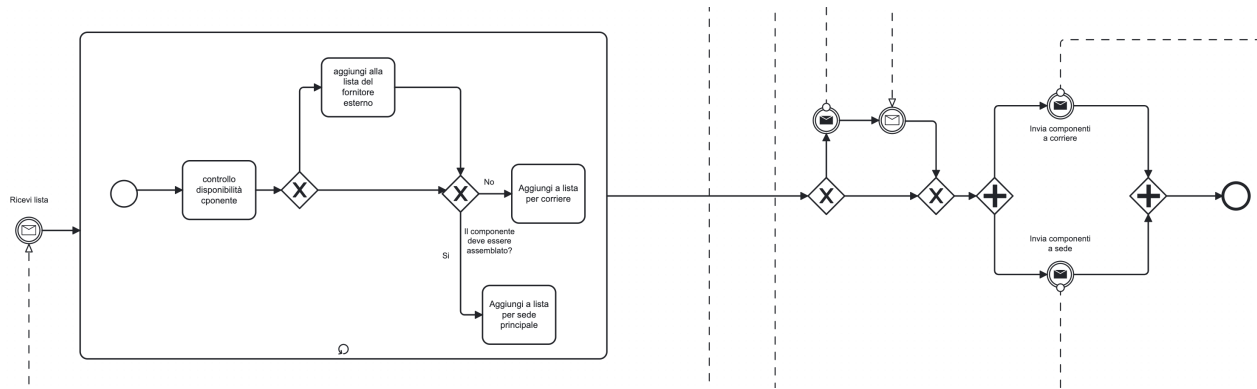 aggiungi alla
lista del
fornitore
esterno
Invia componenti
a corriere
controllo
disponibilità
cponente
No
Aggiungi a lista
per corriere
Ricevi lista
Il componente
deve essere
assemblato?
Si
Invia componenti
a sede
Aggiungi a lista
per sede
principale